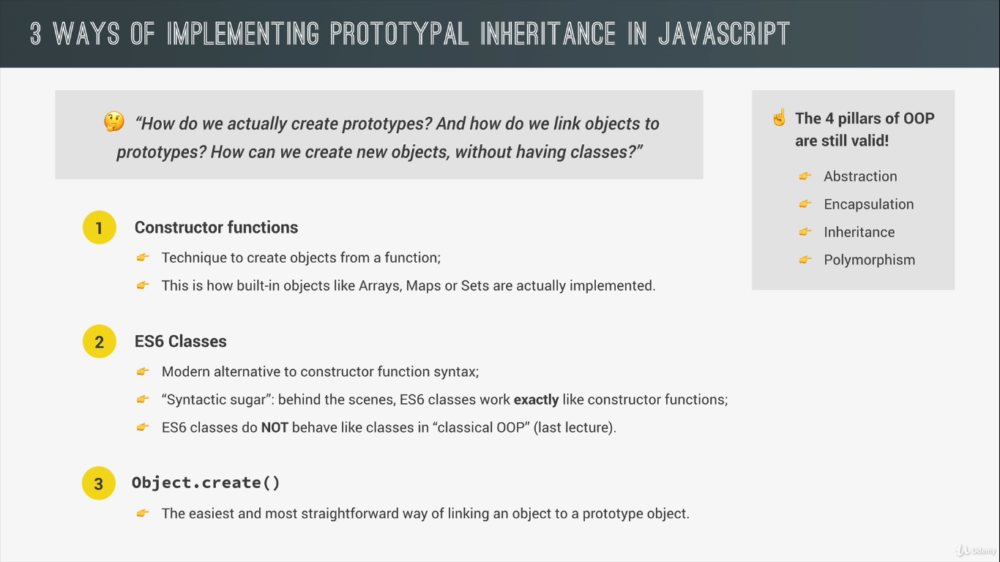 3 WAYS OF IMPLEMENTING PROTOTYPAL INHERITANCE IN JAVASCRIPT
🤔 “How do we actually create prototypes? And how do we link objects to
prototypes? How can we create new objects, without having classes?”
☝️ The 4 pillars of OOP
are still valid!
👉 Abstraction
👉 Encapsulation
👉 Inheritance
👉 Polymorphism
1 Constructor functions
👉 Technique to create objects from a function;
👉 This is how built-in objects like Arrays, Maps or Sets are actually implemented.
2 ES6 Classes
👉 Modern alternative to constructor function syntax;
👉 “Syntactic sugar”: behind the scenes, ES6 classes work exactly like constructor functions;
👉 ES6 classes do NOT behave like classes in “classical OOP” (last lecture).
3 Object.create()
👉 The easiest and most straightforward way of linking an object to a prototype object.
Udemy